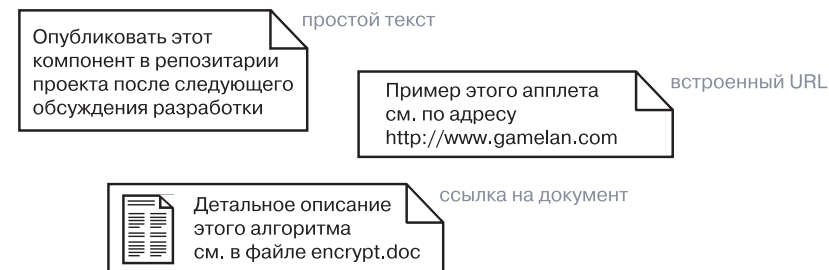 простой текст
Опубликовать этот
компонент в репозитарии
проекта после следующего
обсуждения разработки
встроенный URL
Пример этого апплета
см. по адресу
http://www.gamelan.com
ссылка на документ
Детальное описание
этого алгоритма
см. в файле encrypt.doc